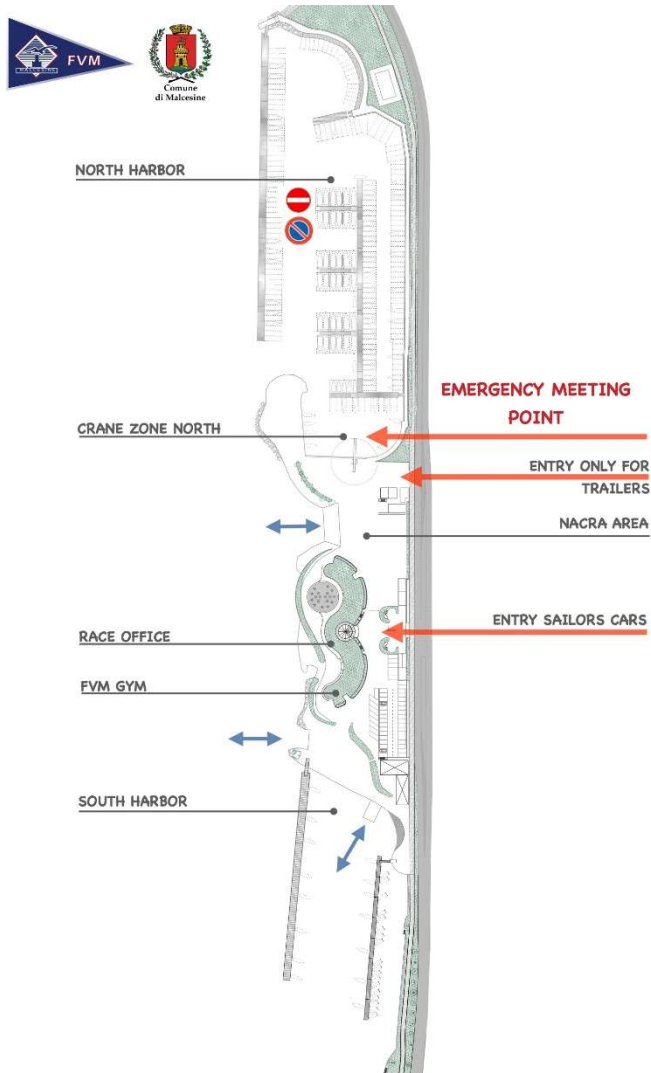 FVM
MALCESINE
Comune
di Malcesine
NORTH HARBOR
EMERGENCY MEETING
POINT
CRANE ZONE NORTH
ENTRY ONLY FOR
TRAILERS
NACRA AREA
ENTRY SAILORS CARS
RACE OFFICE
FVM GYM
SOUTH HARBOR